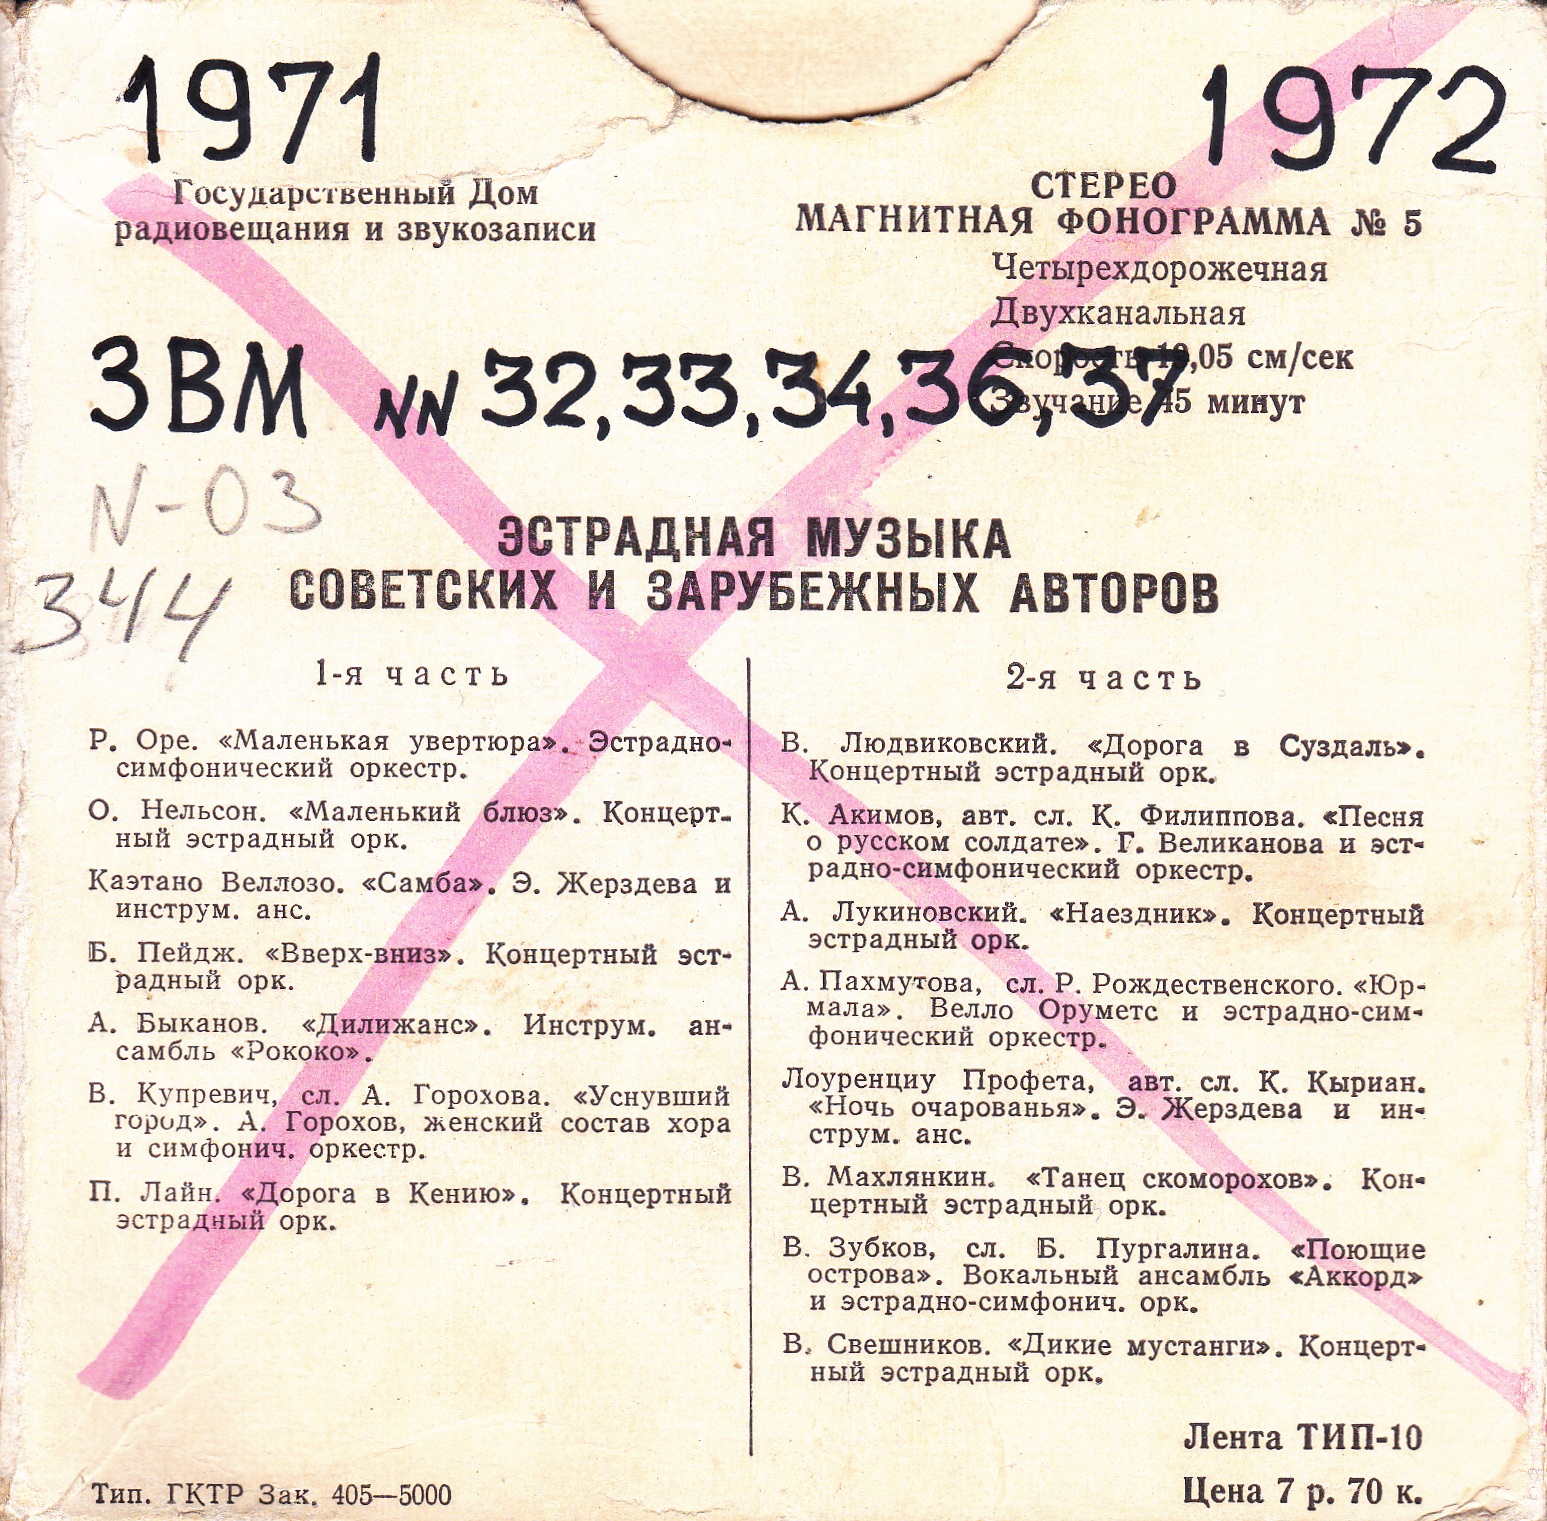 1971
1972
Государственный Дом
радиовещания и звукозаписи
СТЕРЕО
МАГНИТНАЯ ФОНОГРАММА № 5
Четырехдорожечная
Двухканальная
Скорость 19,05 см/сек
Звучание 45 минут
ЗВМ NN 32,33,34,36,37
N-03
344
ЭСТРАДНАЯ МУЗЫКА
СОВЕТСКИХ И ЗАРУБЕЖНЫХ АВТОРОВ
1-я часть
Р. Оре. «Маленькая увертюра». Эстрадно-
симфонический оркестр.
О. Нельсон. «Маленький блюз». Концерт-
ный эстрадный орк.
Каэтано Веллозо. «Самба». Э. Жерздева и
инструм. анс.
Б. Пейдж. «Вверх-вниз». Концертный эст-
радный орк.
А. Быканов. «Дилижанс». Инструм. ан-
самбль «Рококо».
В. Купревич, сл. А. Горохова. «Уснувший
город». А. Горохов, женский состав хора
и симфонич. оркестр.
П. Лайн. «Дорога в Кению». Концертный
эстрадный орк.
2-я часть
В. Людвиковский. «Дорога в Суздаль».
Концертный эстрадный орк.
К. Акимов, авт. сл. К. Филиппова. «Песня
о русском солдате». Г. Великанова и эст-
радно-симфонический оркестр.
А. Лукиновский. «Наездник». Концертный
эстрадный орк.
А. Пахмутова, сл. Р. Рождественского. «Юр-
мала». Велло Оруметс и эстрадно-сим-
фонический оркестр.
Лоуренциу Профета, авт. сл. К. Кыриан.
«Ночь очарованья». Э. Жерздева и ин-
струм. анс.
В. Махлянкин. «Танец скоморохов». Кон-
цертный эстрадный орк.
В. Зубков, сл. Б. Пургалина. «Поющие
острова». Вокальный ансамбль «Аккорд»
и эстрадно-симфонич. орк.
В. Свешников. «Дикие мустанги». Концерт-
ный эстрадный орк.
Лента ТИП-10
Цена 7 р. 70 к.
Тип. ГКТР Зак. 405—5000